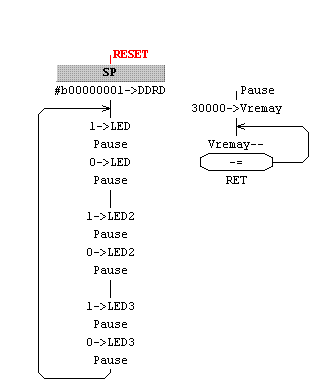 RESET
SP
#b00000001->DDRD
1->LED
Pause
0->LED
Pause
1->LED2
Pause
0->LED2
Pause
1->LED3
Pause
0->LED3
Pause
Pause
30000->Vremay
Vremay--
-=
RET